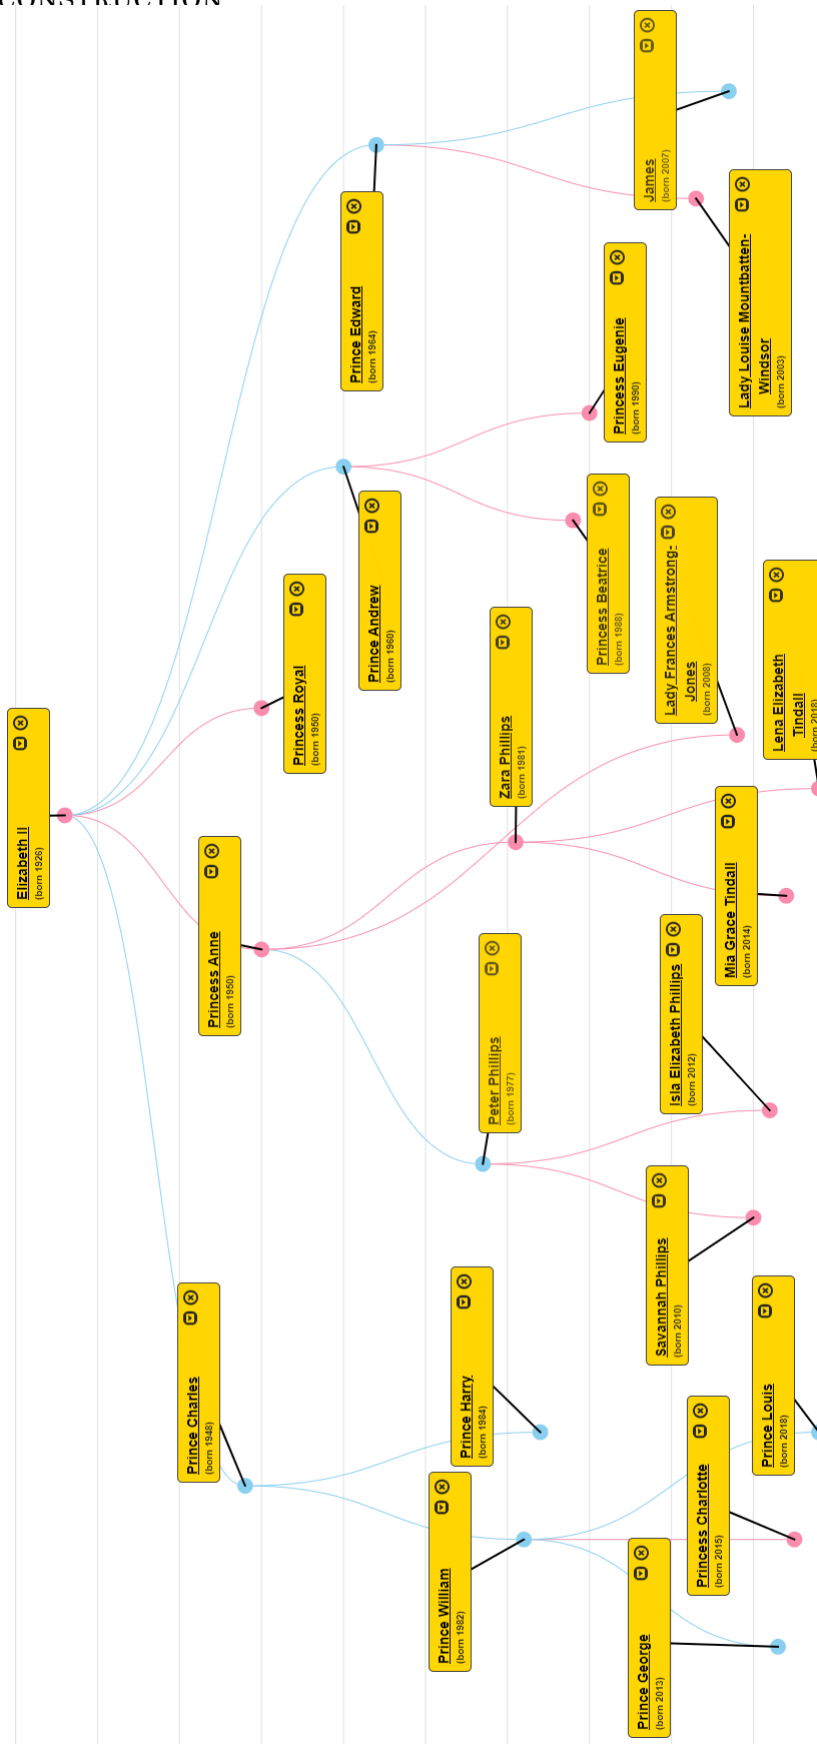 CONSTRUCTION
Elizabeth II
(born 1926)
Prince Charles
(born 1948)
Princess Anne
(born 1950)
Princess Royal
(born 1950)
Prince Andrew
(born 1960)
Prince Edward
(born 1964)
Prince William
(born 1982)
Prince Harry
(born 1984)
Peter Phillips
(born 1977)
Zara Phillips
(born 1981)
Princess Beatrice
(born 1988)
Princess Eugenie
(born 1990)
James
(born 2007)
Prince George
(born 2013)
Savannah Phillips
(born 2010)
Isla Elizabeth Phillips
(born 2012)
Lady Frances Armstrong-
Jones
(born 2008)
Princess Charlotte
(born 2015)
Mia Grace Tindall
(born 2014)
Lady Louise Mountbatten-
Windsor
(born 2003)
Prince Louis
(born 2018)
Lena Elizabeth
Tindall
(born 2018)